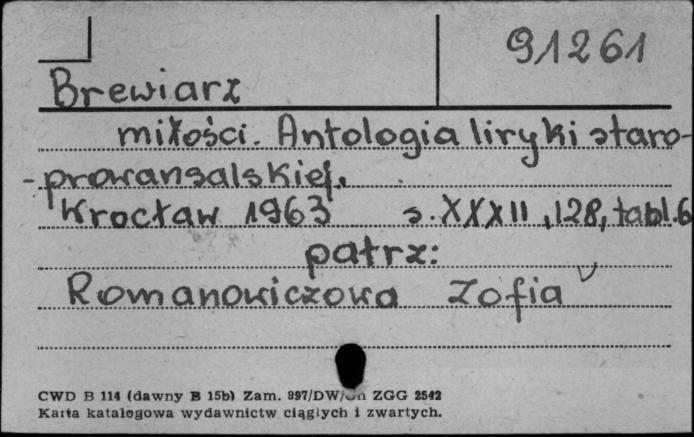 91261
Brewiarz
miłości. Antologia liryki staro-
-prowansalskiej.
Wrocław 1963 s. XXXII, 128, tabl. 6
patrz:
Romanowiczowa Zofia
CWD B 114 (dawny B 15b) Zam. 997/DW/ ZGG 2542
Karta katalogowa wydawnictw ciągłych i zwartych.